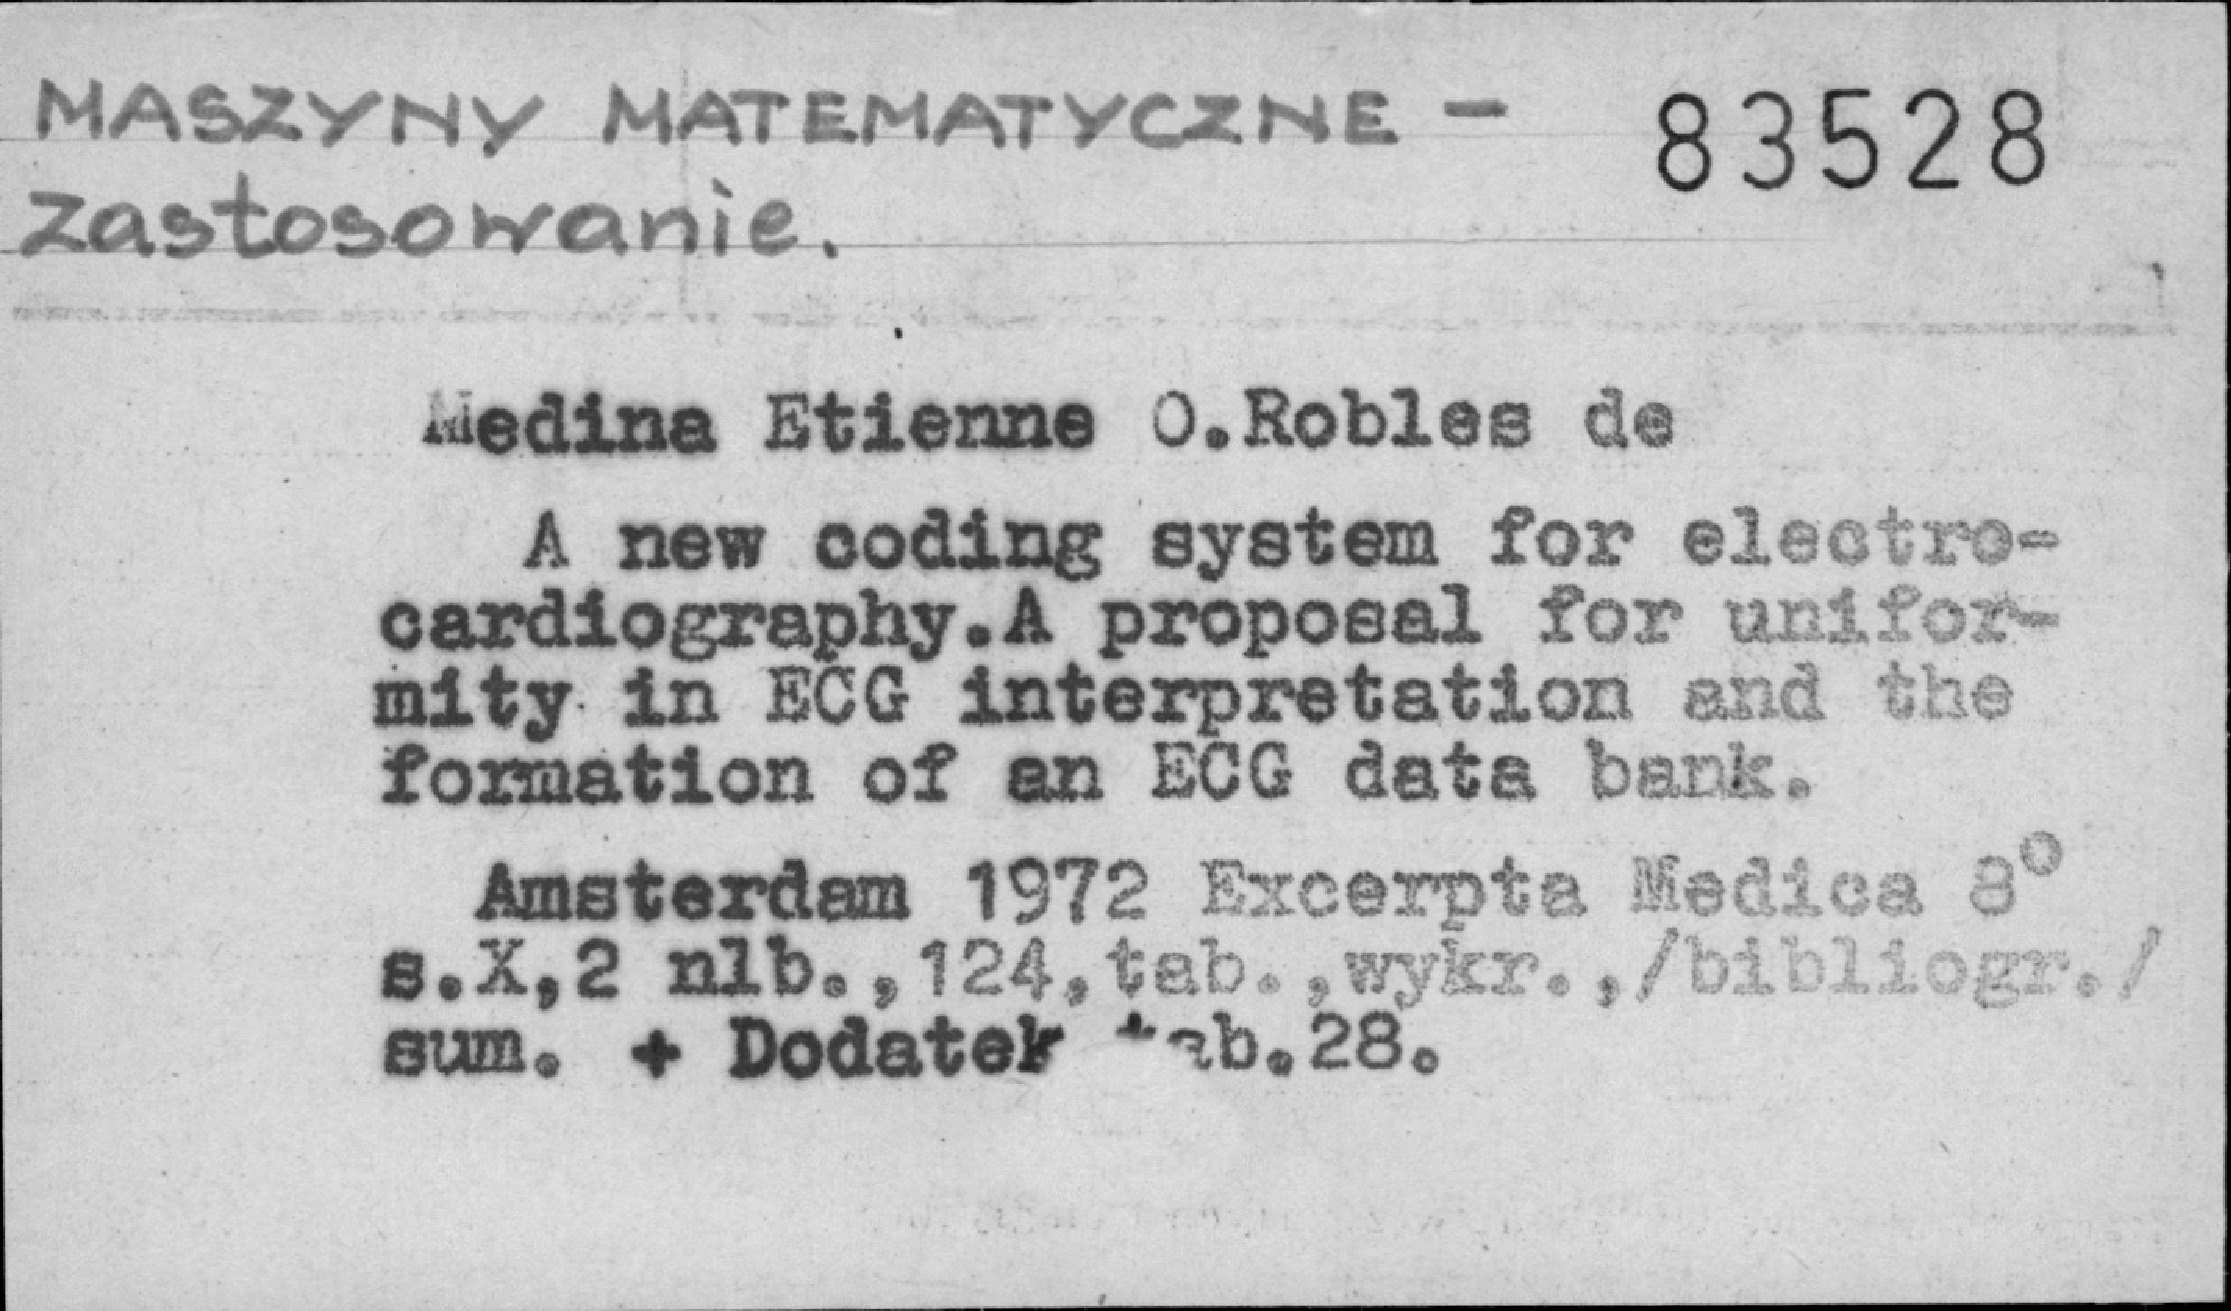 MASZYNY MATEMATYCZNE - 83528
zastosowanie.
Medina Etienne O.Robles de
A new coding system for electro-
cardiography.A proposal for unifor-
mity in ECG interpretation and the
formation of an ECG data bank.
Amsterdam 1972 Excerpta Medica 8°
s.X,2 nlb.,124,tab.,wykr.,/bibliogr./
sum. + Dodatek tab.28.